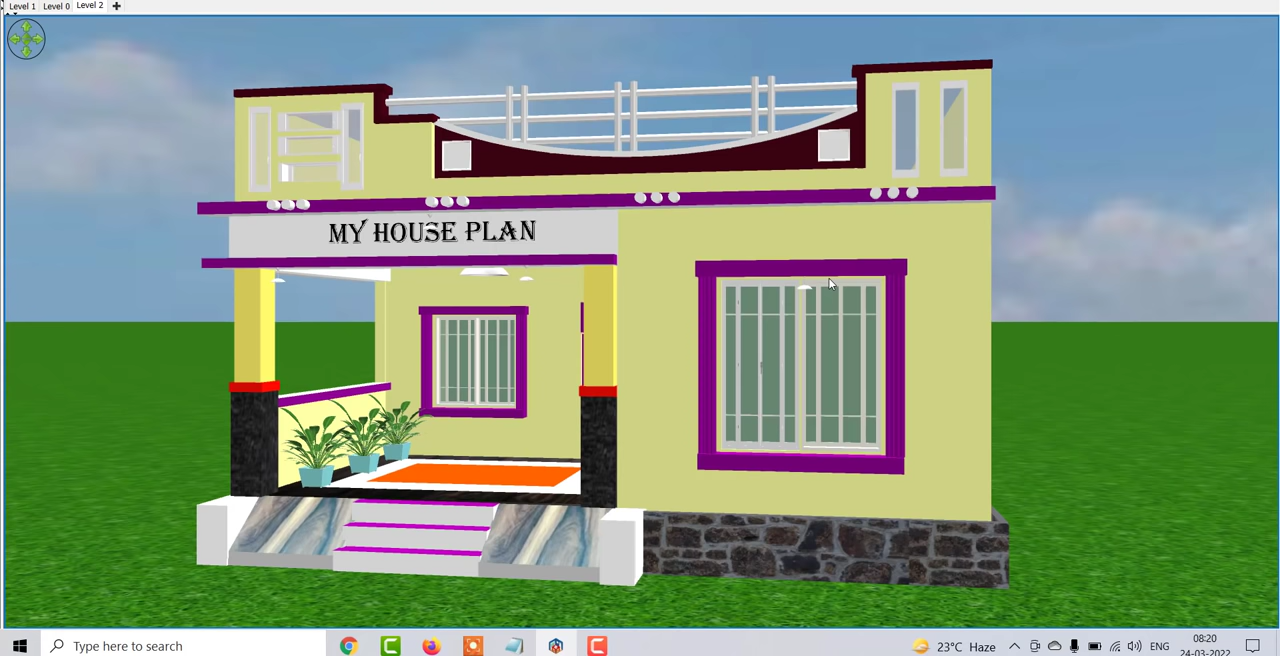 Level 1 Level 0 Level 2
MY HOUSE PLAN
Type here to search
23°C Haze
ENG
08:20
24-03-2022